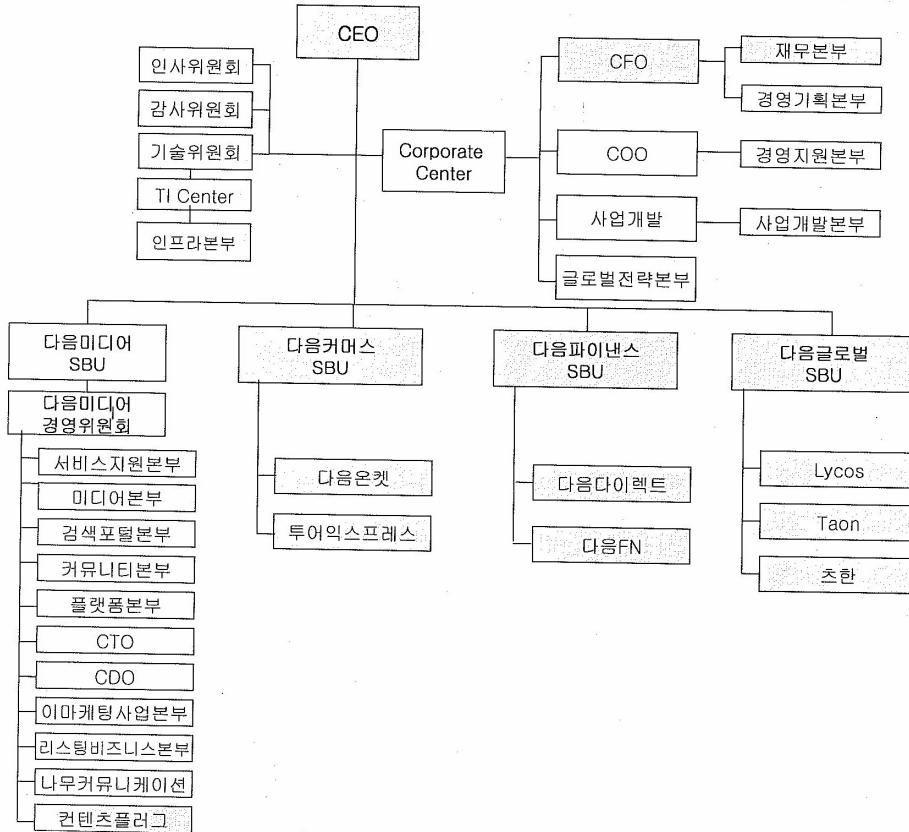 CEO
인사위원회
감사위원회
기술위원회
TI Center
인프라본부
Corporate
Center
CFO
재무본부
경영기획본부
COO
경영지원본부
사업개발
사업개발본부
글로벌전략본부
다음미디어
SBU
다음미디어
경영위원회
서비스지원본부
미디어본부
검색포털본부
커뮤니티본부
플랫폼본부
CTO
CDO
이마케팅사업본부
리스팅비즈니스본부
나무커뮤니케이션
컨텐츠플러그
다음커머스
SBU
다음온켓
투어익스프레스
다음파이낸스
SBU
다음다이렉트
다음FN
다음글로벌
SBU
Lycos
Taon
츠한